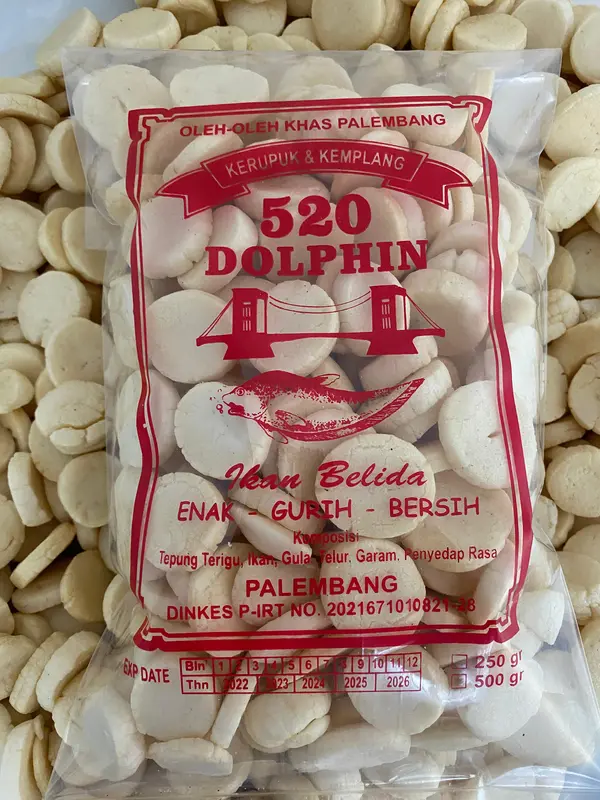 OLEH-OLEH KHAS PALEMBANG
KERUPUK & KEMPLANG
520
DOLPHIN
Ikan Belida
ENAK - GURIH - BERSIH
Komposisi
Tepung Terigu, Ikan, Gula, Telur, Garam, Penyedap Rasa
PALEMBANG
DINKES P-IRT NO. 2021671010821-28
EXP DATE
Bln 1 2 3 4 5 6 7 8 9 10 11 12
Thn 2022 2023 2024 2025 2026
250 gr
500 gr